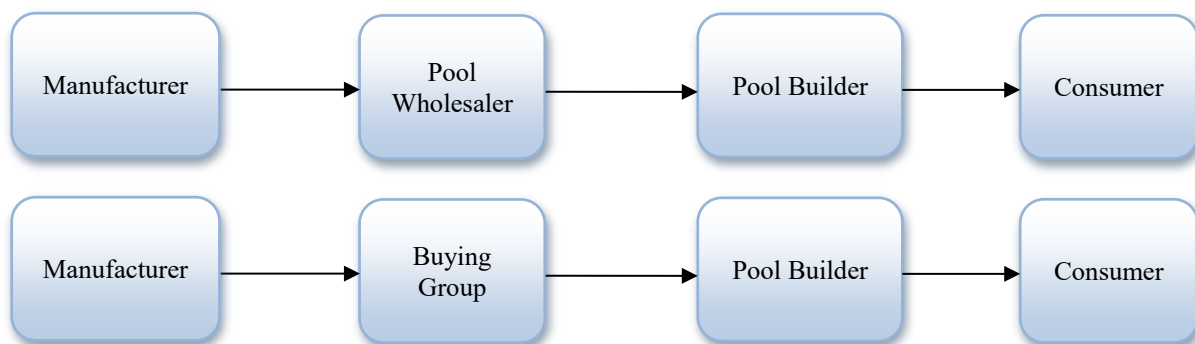 Manufacturer
Pool
Wholesaler
Pool Builder
Consumer
Manufacturer
Buying
Group
Pool Builder
Consumer